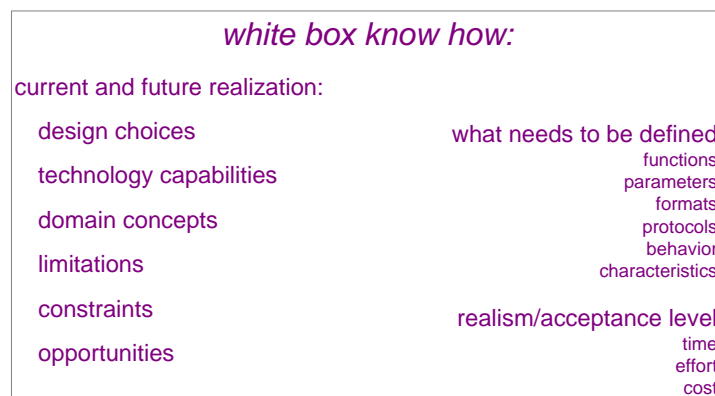 white box know how:
current and future realization:
design choices
technology capabilities
domain concepts
limitations
constraints
opportunities
what needs to be defined
functions
parameters
formats
protocols
behavior
characteristics
realism/acceptance level
time
effort
cost